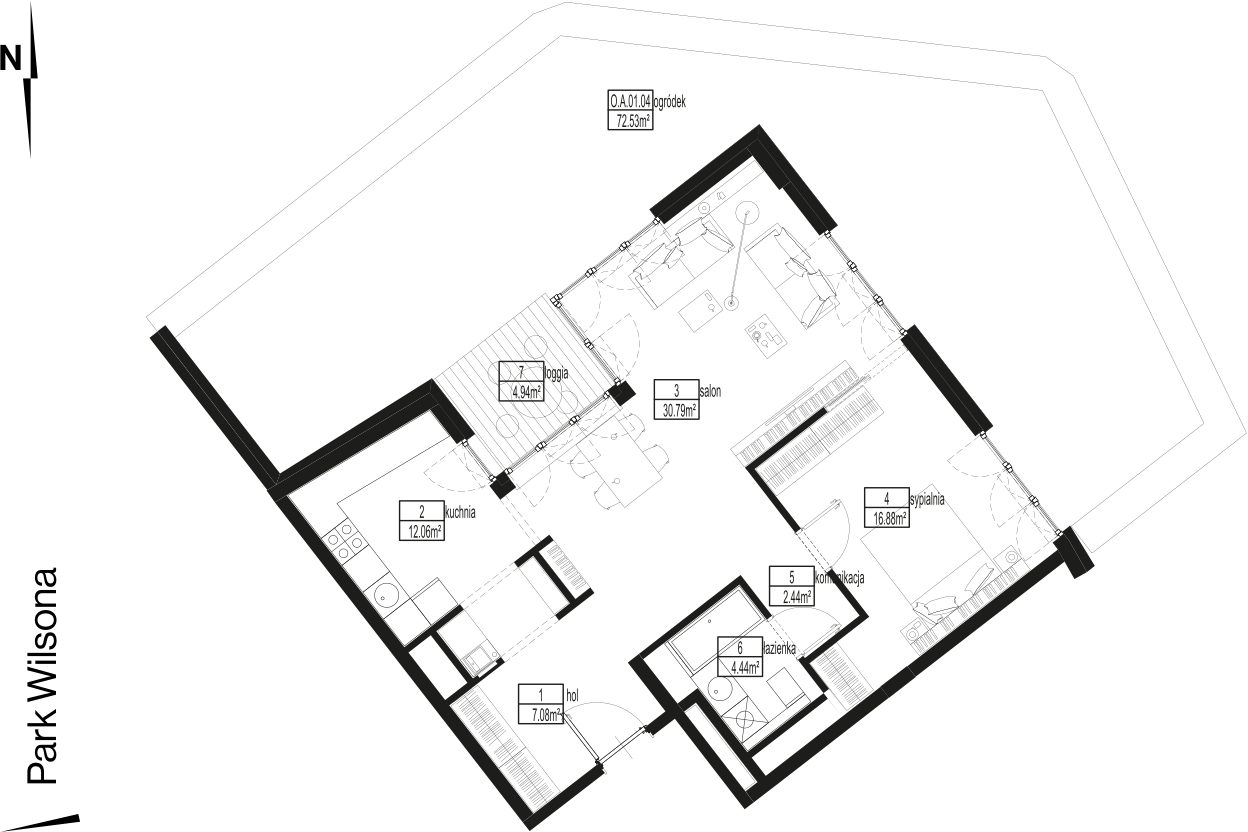 N
O.A.01.04 ogródek
72.53m²
7 loggia
4.94m²
3 salon
30.79m²
2 kuchnia
12.06m²
4 sypialnia
16.88m²
5 komunikacja
2.44m²
6 łazienka
4.44m²
1 hol
7.08m²
Park Wilsona